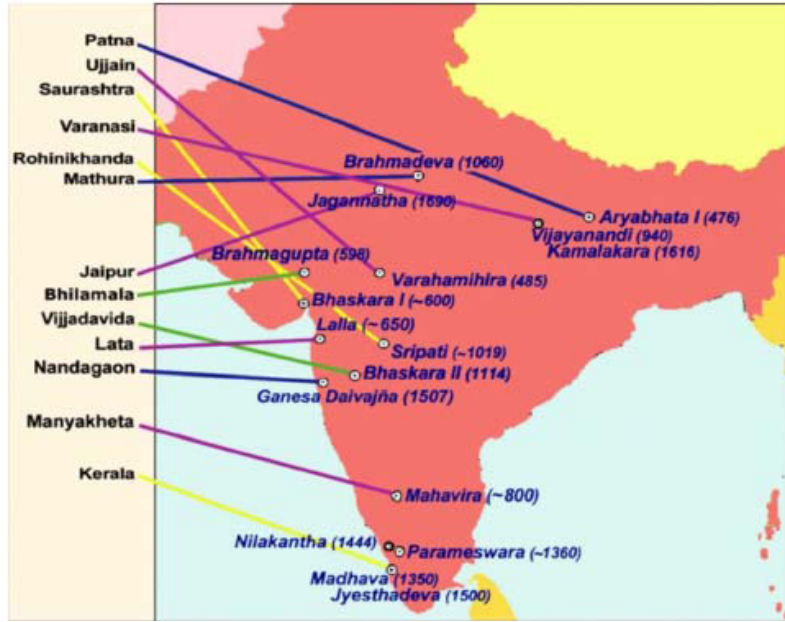 Patna
Ujjain
Saurashtra
Varanasi
Rohinikhanda
Mathura
Jaipur
Bhilamala
Vijjadavida
Lata
Nandagaon
Manyakheta
Kerala
Brahmadeva (1060)
Jagannatha (1690)
Aryabhata I (476)
Vijayanandi (940)
Kamalakara (1616)
Brahmagupta (598)
Varahamihira (485)
Bhaskara I (~600)
Lalla (~650)
Sripati (~1019)
Bhaskara II (1114)
Ganesa Daivajña (1507)
Mahavira (~800)
Nilakantha (1444)
Parameswara (~1360)
Madhava (1350)
Jyesthadeva (1500)